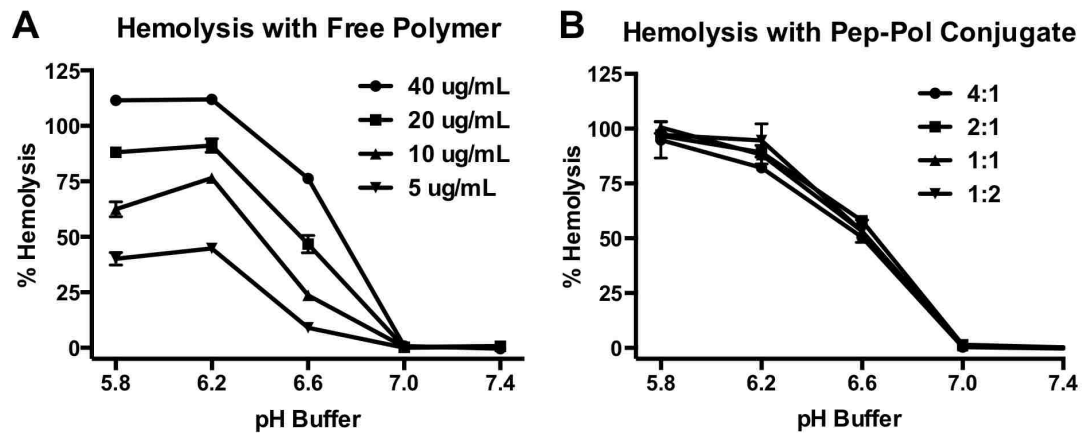 A
Hemolysis with Free Polymer
% Hemolysis
125
100
75
50
25
0
40 ug/mL
20 ug/mL
10 ug/mL
5 ug/mL
5.8 6.2 6.6 7.0 7.4
pH Buffer
B
Hemolysis with Pep-Pol Conjugate
% Hemolysis
125
100
75
50
25
0
4:1
2:1
1:1
1:2
5.8 6.2 6.6 7.0 7.4
pH Buffer